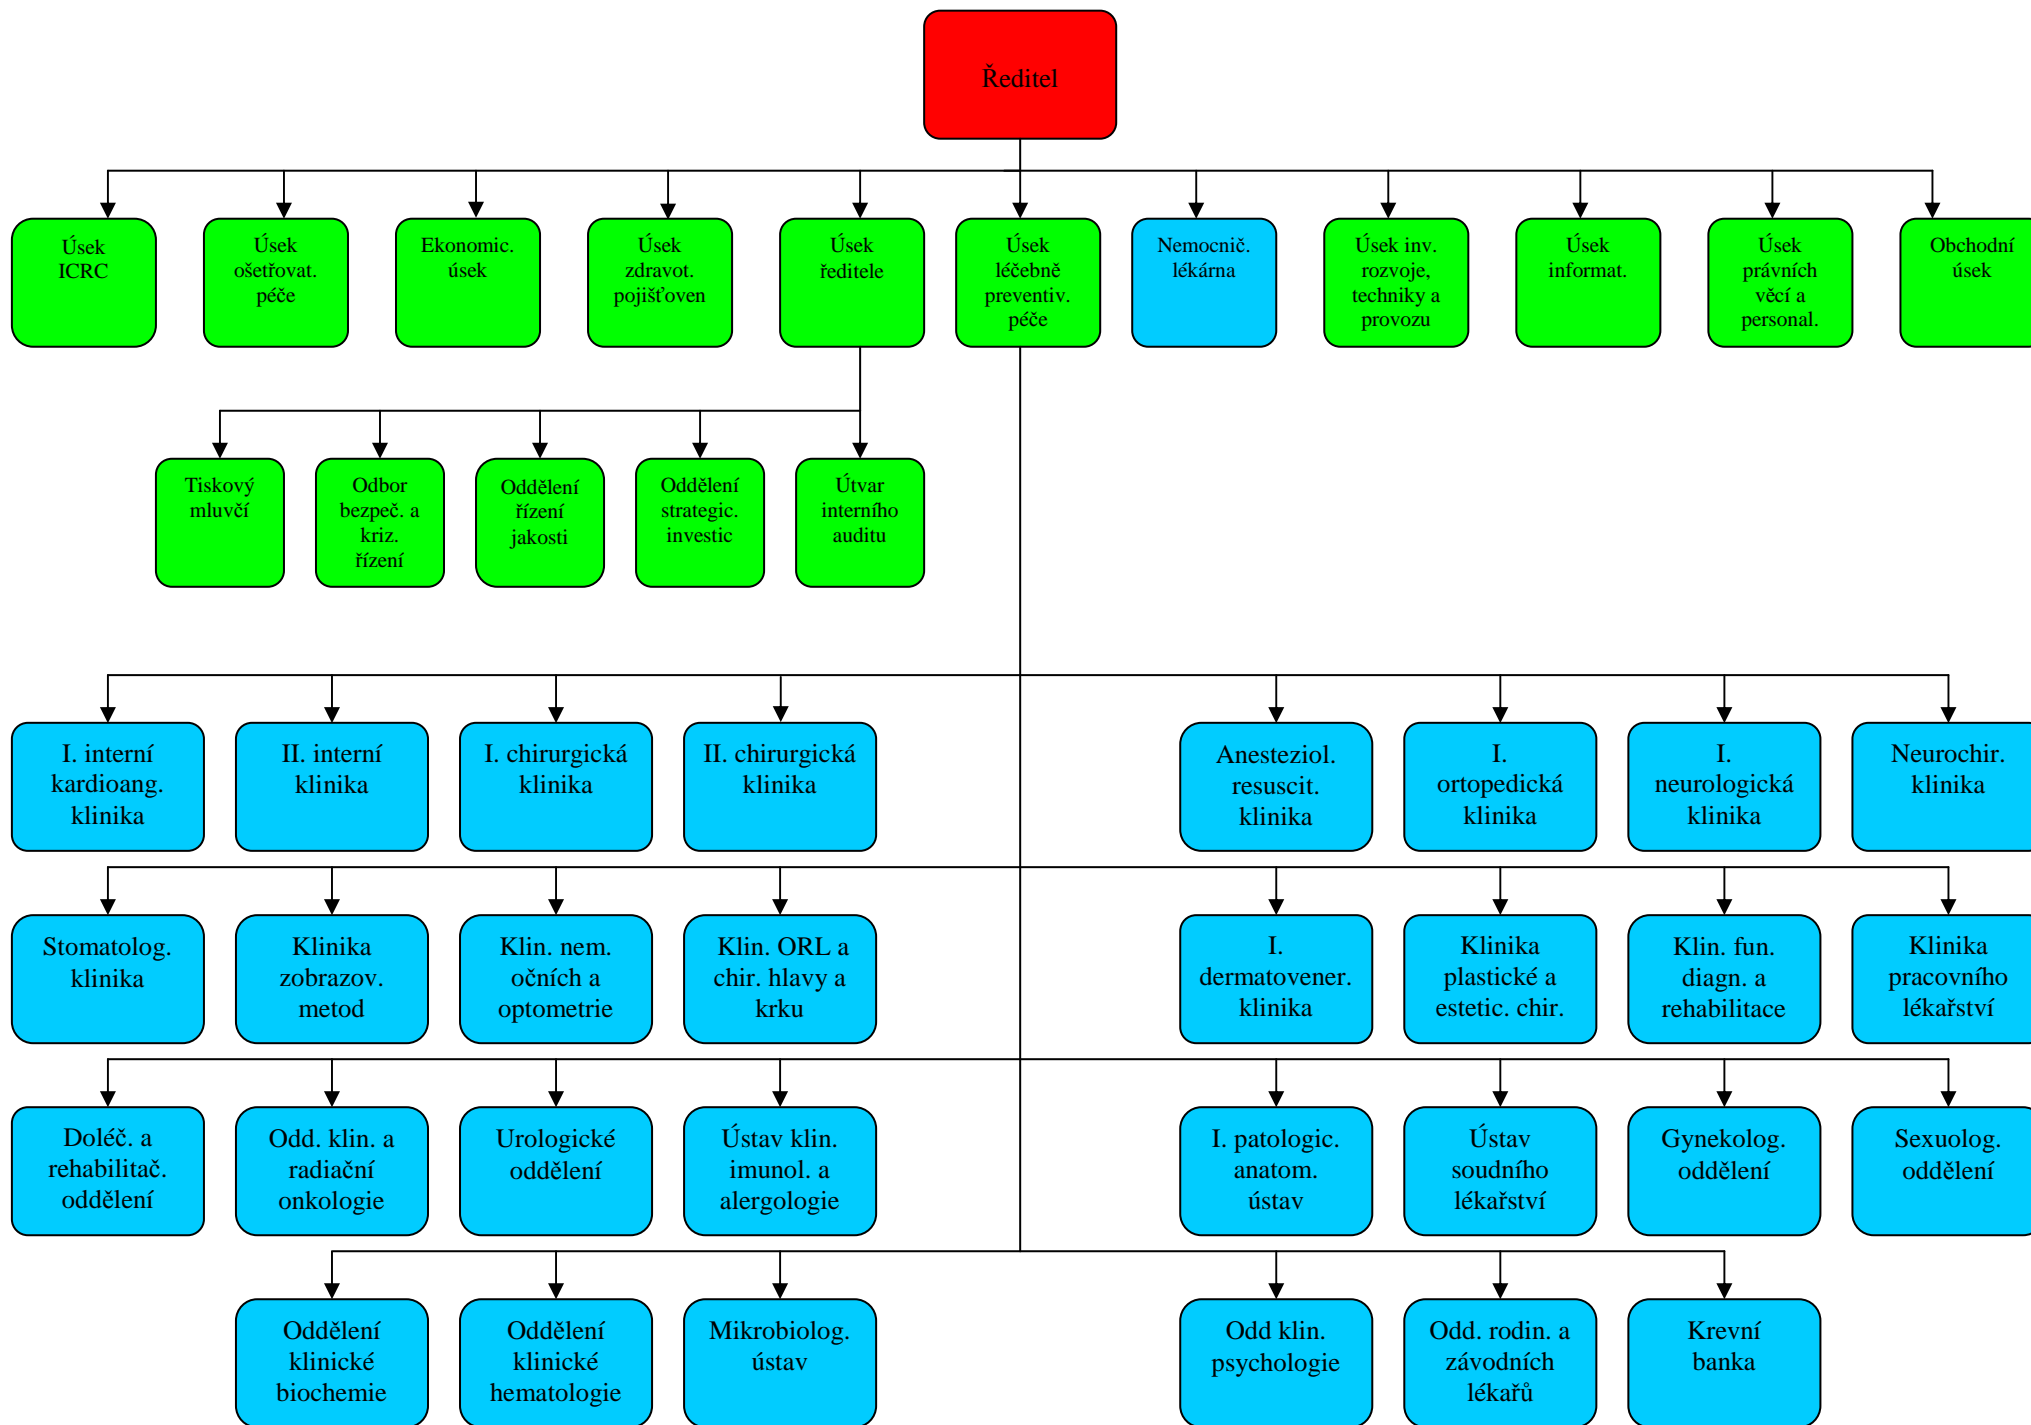 Ředitel
Úsek
ICRC
Úsek
ošetřovat.
péče
Ekonomic.
úsek
Úsek
zdravot.
pojišťoven
Úsek
ředitele
Úsek
léčebně
preventiv.
péče
Nemocnič.
lékárna
Úsek inv.
rozvoje,
techniky a
provozu
Úsek
informat.
Úsek
právních
věcí a
personal.
Obchodní
úsek
Tiskový
mluvčí
Odbor
bezpeč. a
kriz.
řízení
Oddělení
řízení
jakosti
Oddělení
strategic.
investic
Útvar
interního
auditu
I. interní
kardioang.
klinika
II. interní
klinika
I. chirurgická
klinika
II. chirurgická
klinika
Anesteziol.
resuscit.
klinika
I.
ortopedická
klinika
I.
neurologická
klinika
Neurochir.
klinika
Stomatolog.
klinika
Klinika
zobrazov.
metod
Klin. nem.
očních a
optometrie
Klin. ORL a
chir. hlavy a
krku
I.
dermatovener.
klinika
Klinika
plastické a
estetic. chir.
Klin. fun.
diagn. a
rehabilitace
Klinika
pracovního
lékařství
Doléč. a
rehabilitač.
oddělení
Odd. klin. a
radiační
onkologie
Urologické
oddělení
Ústav klin.
imunol. a
alergologie
I. patologic.
anatom.
ústav
Ústav
soudního
lékařství
Gynekolog.
oddělení
Sexuolog.
oddělení
Oddělení
klinické
biochemie
Oddělení
klinické
hematologie
Mikrobiolog.
ústav
Odd klin.
psychologie
Odd. rodin. a
závodních
lékařů
Krevní
banka